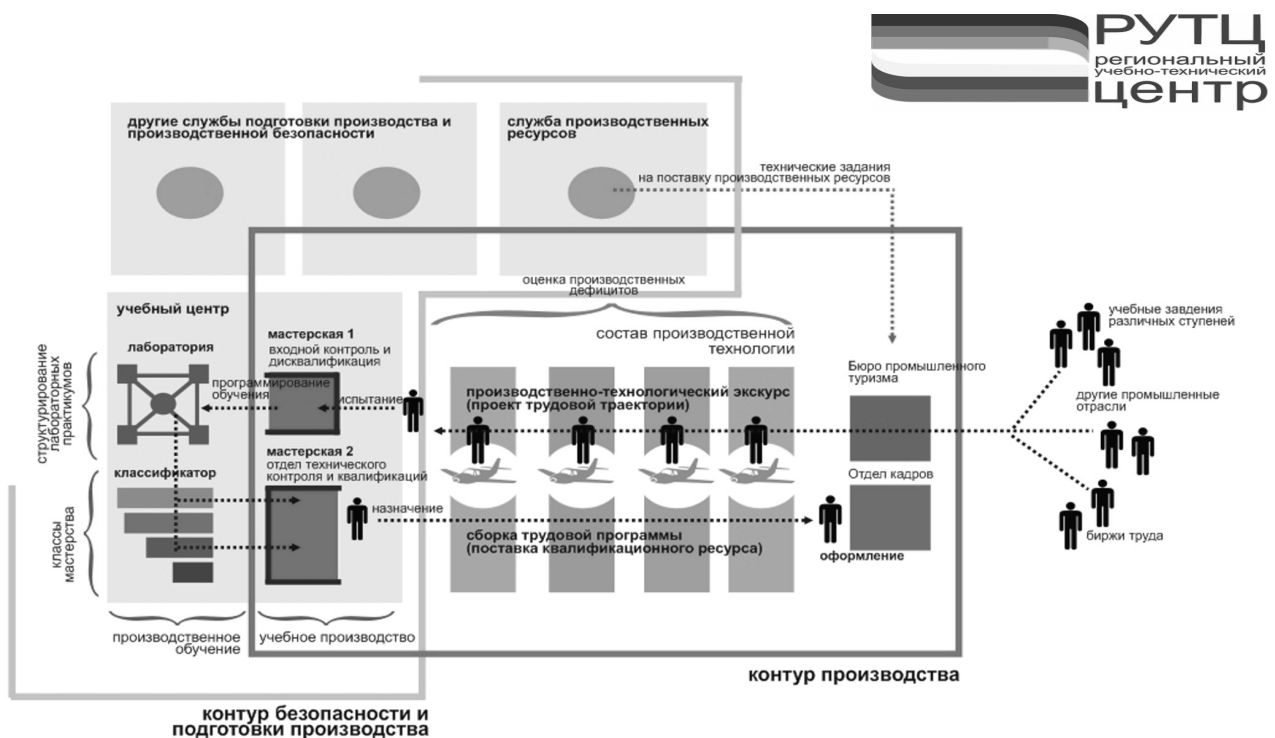 РУТЦ
региональный
учебно-технический
центр
другие службы подготовки производства и
производственной безопасности
служба производственных
ресурсов
технические задания
на поставку производственных ресурсов
оценка производственных
дефицитов
учебный центр
лаборатория
мастерская 1
входной контроль и
дисквалификация
программирование
обучения
испытание
структурирование
лабораторных
практикумов
состав производственной
технологии
производственно-технологический экскурс
(проект трудовой траектории)
Бюро промышленного
туризма
учебные завдения
различных ступеней
другие промышленные
отрасли
классификатор
мастерская 2
отдел технического
контроля и квалификаций
назначение
классы
мастерства
сборка трудовой программы
(поставка квалификационного ресурса)
Отдел кадров
оформление
биржи труда
производственное
обучение
учебное производство
контур производства
контур безопасности и
подготовки производства